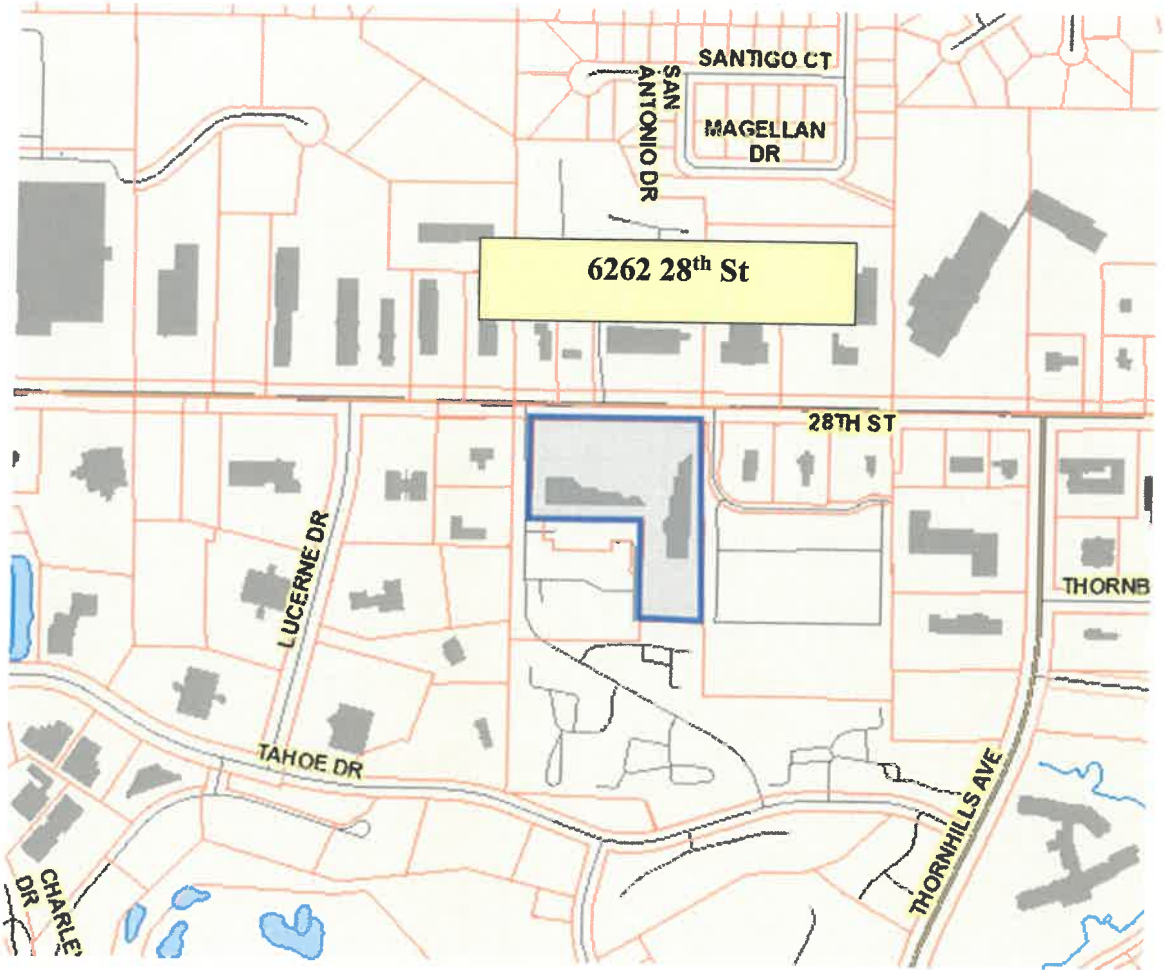 SANTIGO CT
SAN
ANTONIO DR
MAGELLAN
DR
6262 28th St
28TH ST
LUCERNE DR
THORNB
TAHOE DR
THORNHILLS AVE
CHARLEV
DR